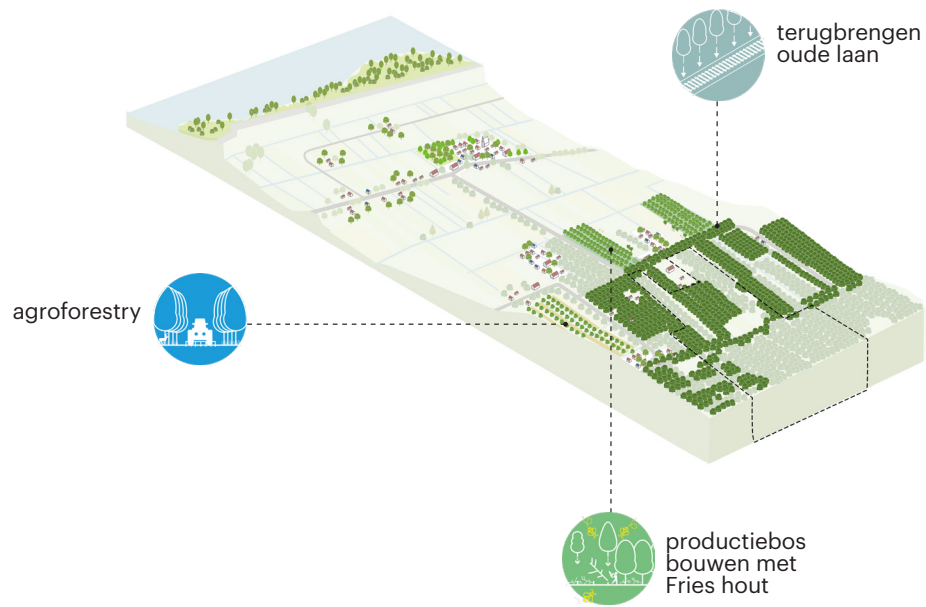 terugbrengen
oude laan
agroforestry
productiebos
bouwen met
Fries hout